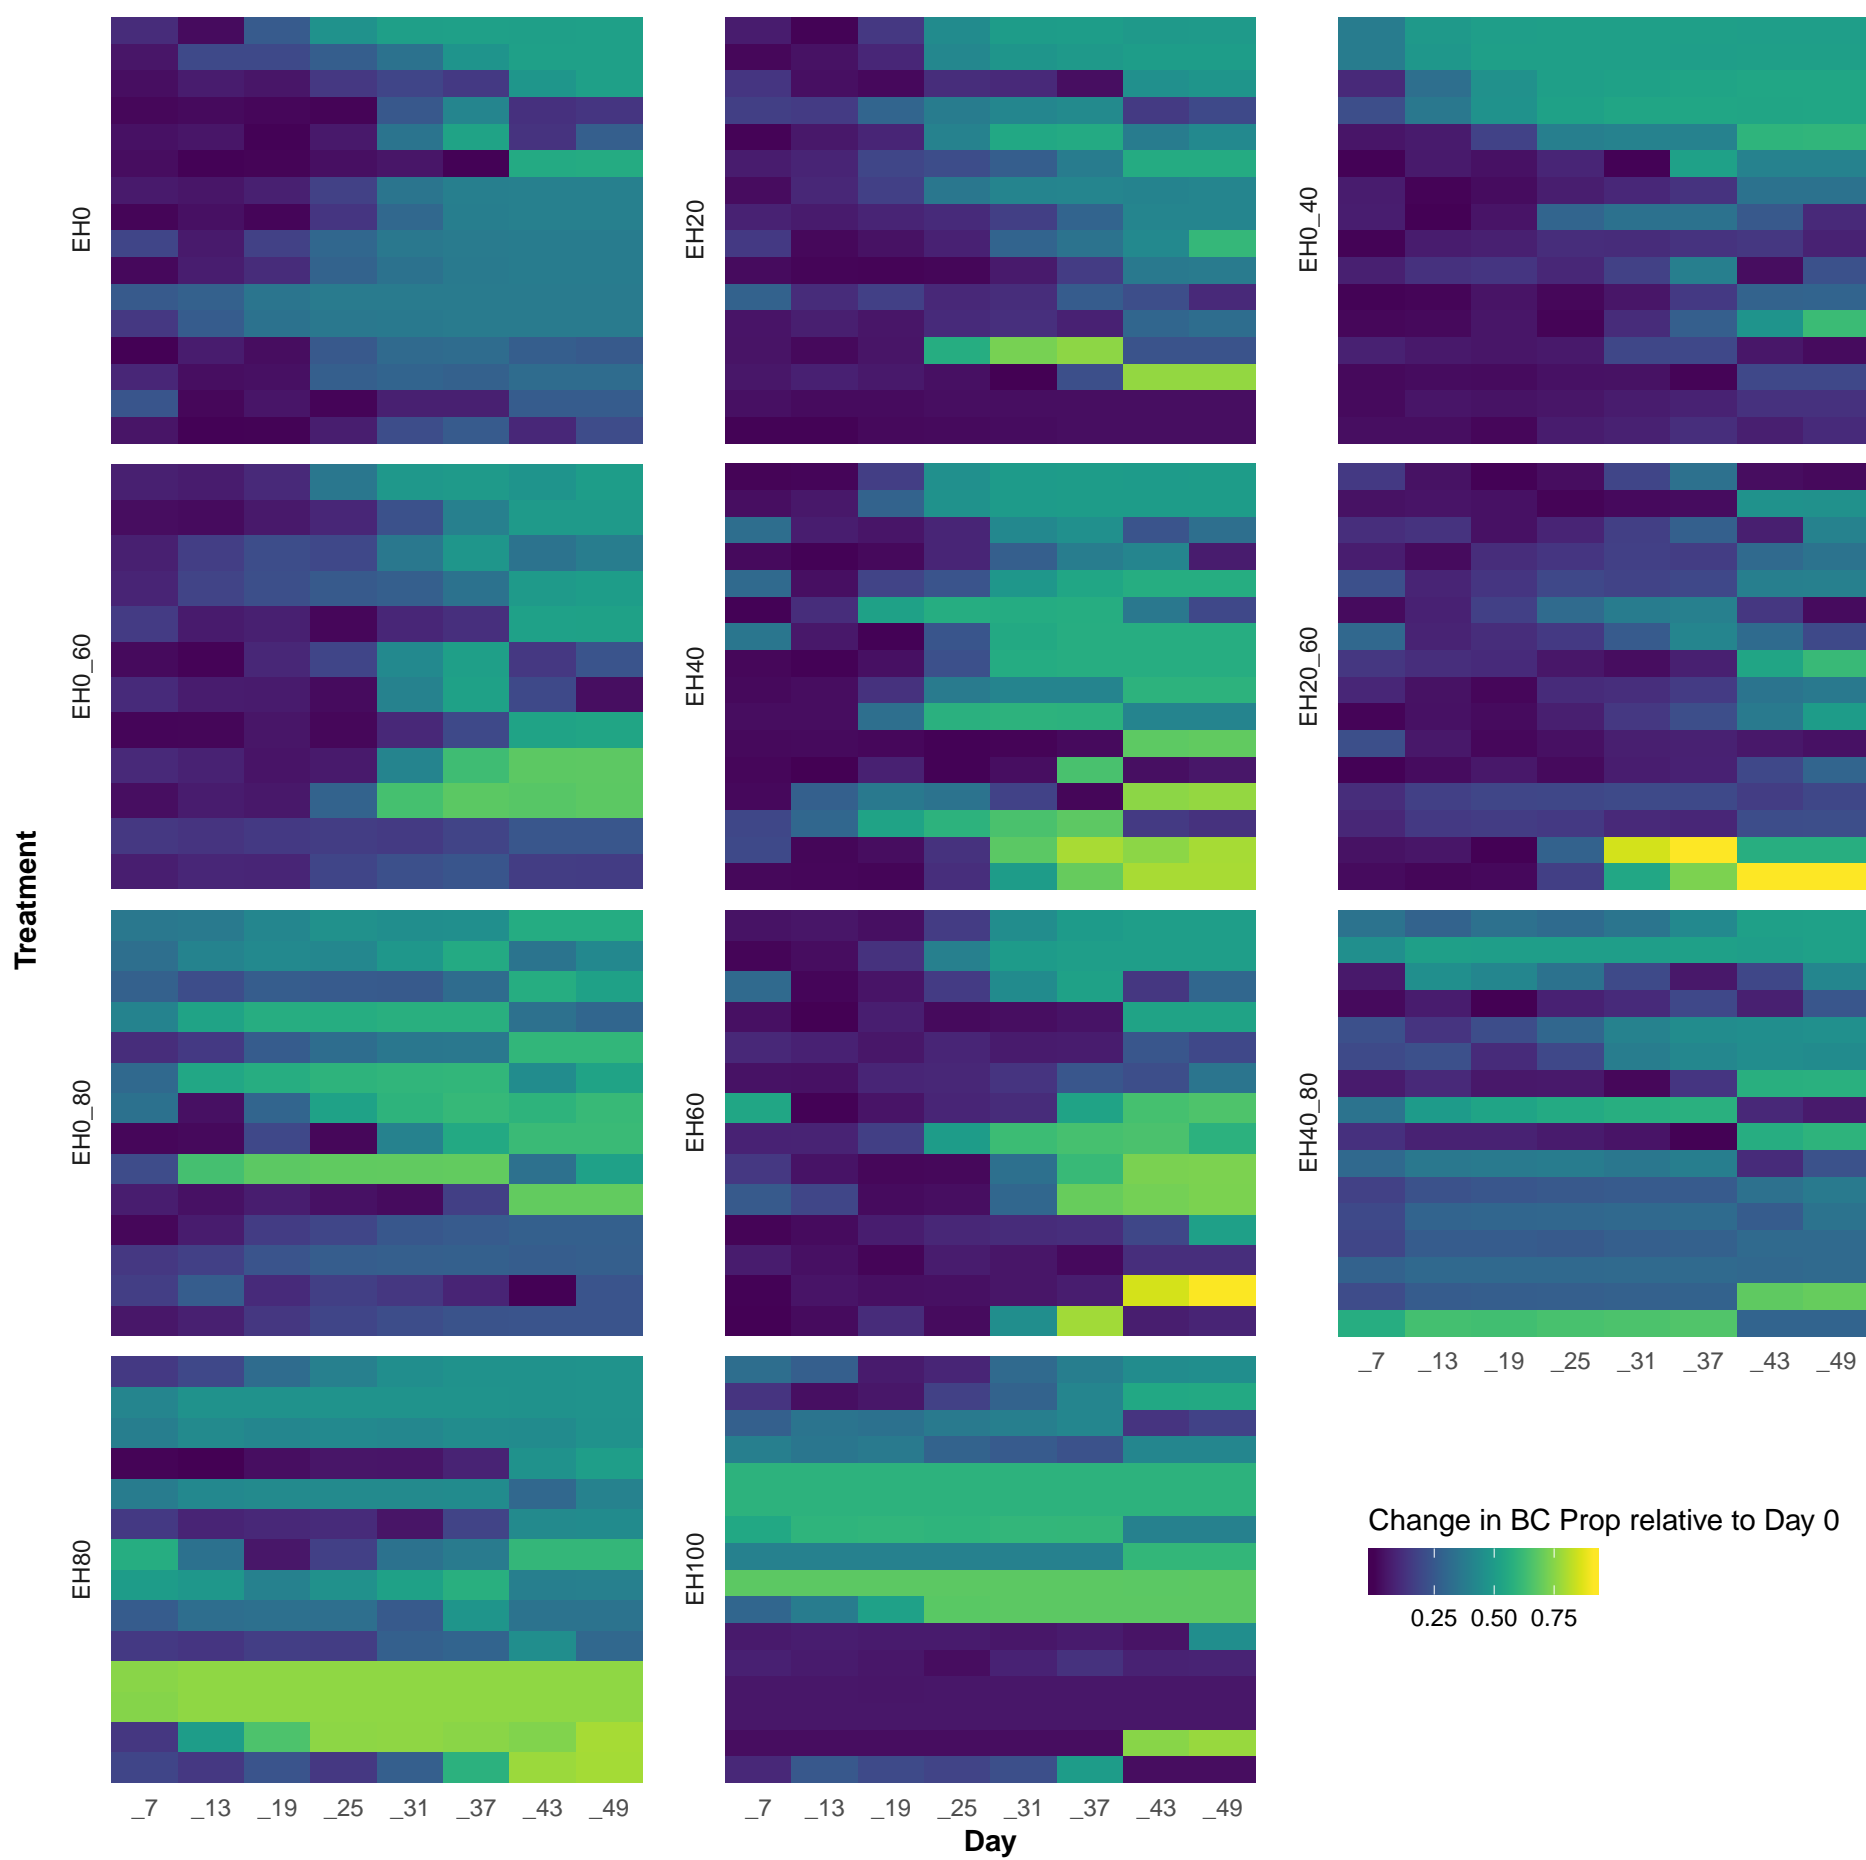 Treatment
EH0
EH20
EH0_40
EH0_60
EH40
EH20_60
EH0_80
EH60
EH40_80
_7 _13 _19 _25 _31 _37 _43 _49
EH80
EH100
Change in BC Prop relative to Day 0
0.25 0.50 0.75
_7 _13 _19 _25 _31 _37 _43 _49
_7 _13 _19 _25 _31 _37 _43 _49
Day